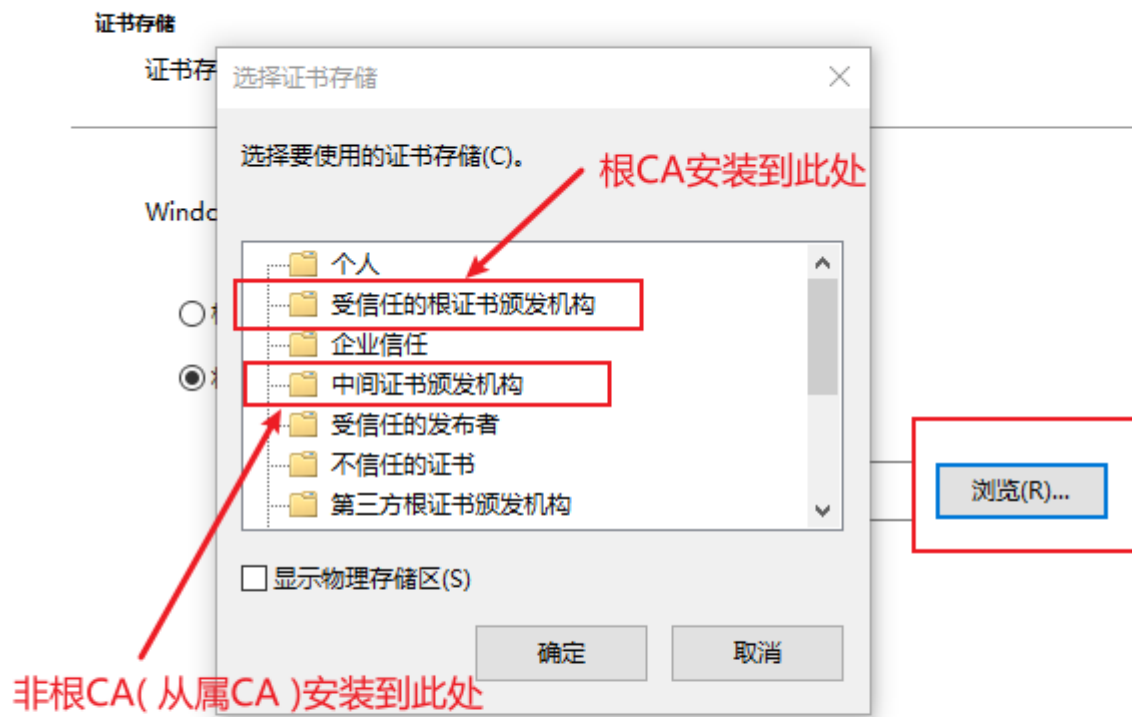 证书存储
证书存
选择证书存储
选择要使用的证书存储(C)。
根CA安装到此处
Windo
个人
受信任的根证书颁发机构
企业信任
中间证书颁发机构
受信任的发布者
不信任的证书
第三方根证书颁发机构
浏览(R)...
显示物理存储区(S)
确定
取消
非根CA( 从属CA )安装到此处